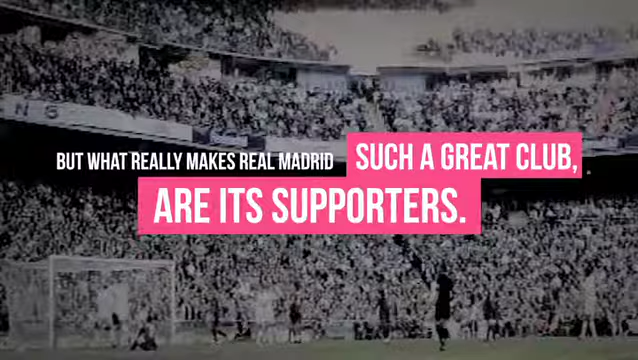 BUT WHAT REALLY MAKES REAL MADRID SUCH A GREAT CLUB,
ARE ITS SUPPORTERS.